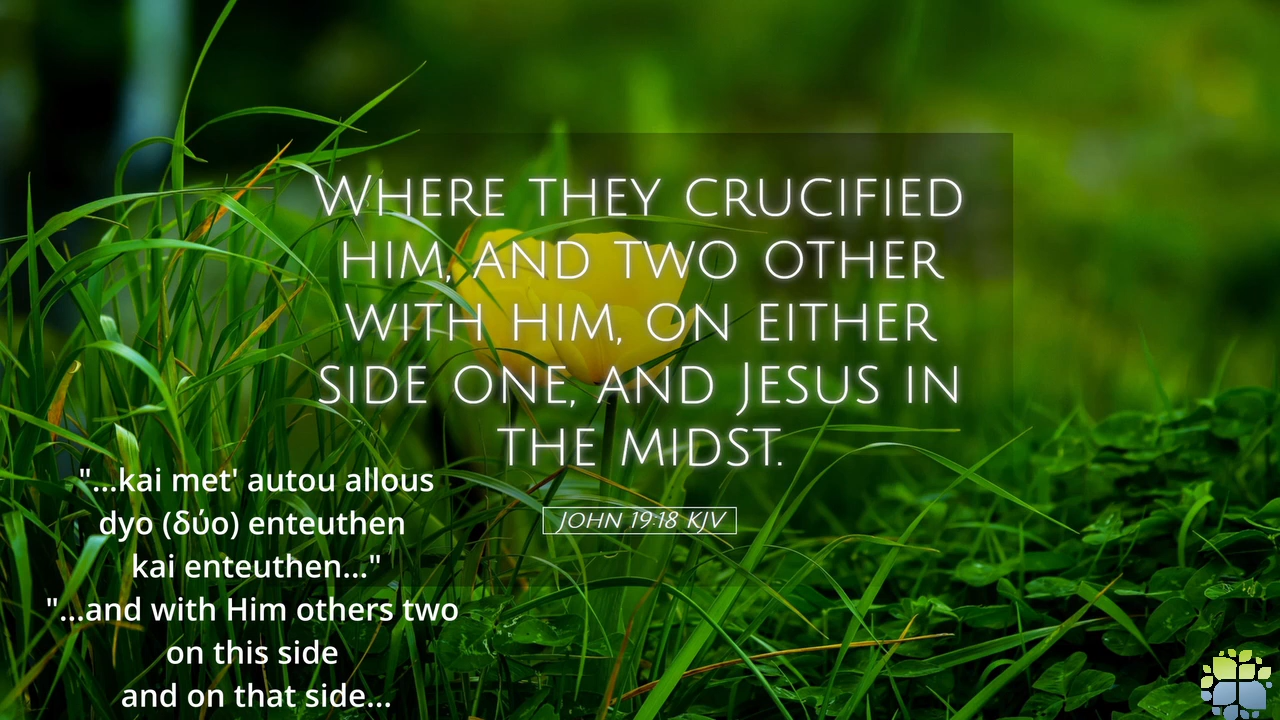 Where they crucified
him, and two other
with him, on either
side one, and Jesus in
the midst.
John 19:18 KJV
"...kai met' autou allous
dyo (δύο) enteuthen
kai enteuthen..."
"...and with Him others two
on this side
and on that side...